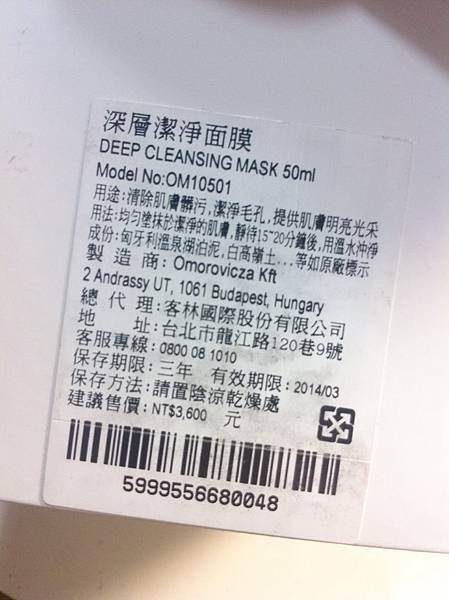 深層潔淨面膜
DEEP CLEANSING MASK 50ml
Model No:OM10501
用途:清除肌膚髒污,潔淨毛孔,提供肌膚明亮光采
用法:均勻塗抹於潔淨的肌膚,靜待15~20分鐘後,用溫水沖淨
成份:匈牙利溫泉湖泊泥,白高嶺土...等如原廠標示
製造商:Omorovicza Kft
2 Andrassy UT, 1061 Budapest, Hungary
總代理:客林國際股份有限公司
地址:台北市龍江路120巷9號
客服專線:0800 08 1010
保存期限:三年 有效期限:2014/03
保存方法:請置陰涼乾燥處
建議售價:NT$3,600 元
5999556680048